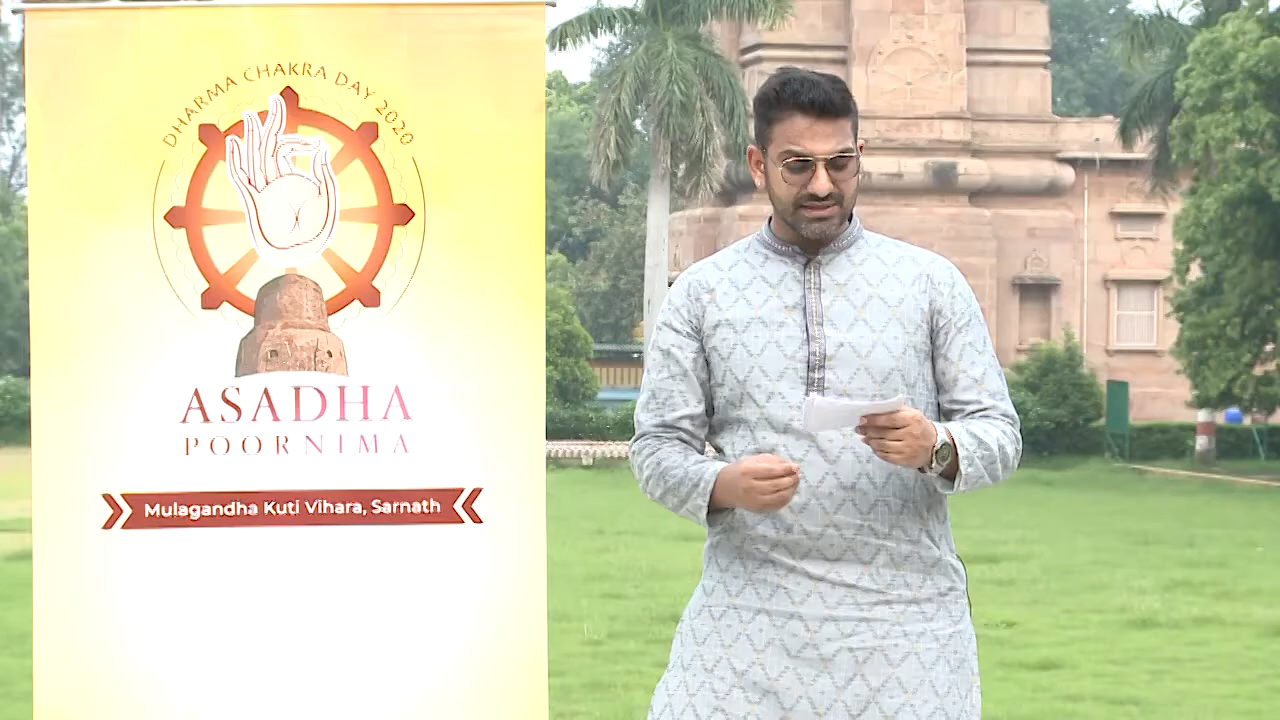 DHARMA CHAKRA DAY 2020
ASADHA
POORNIMA
Mulagandha Kuti Vihara, Sarnath